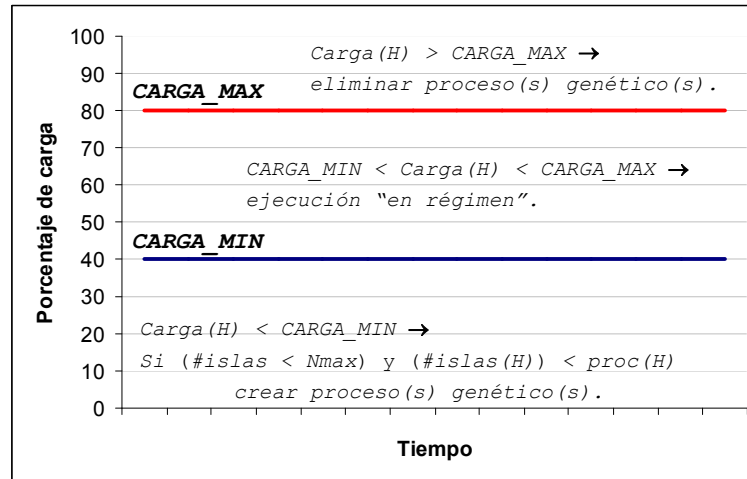 100
Carga(H) > CARGA_MAX →
90
eliminar proceso(s) genético(s).
CARGA_MAX
80
70
CARGA_MIN < Carga(H) < CARGA_MAX →
60
ejecución “en régimen”.
50
CARGA_MIN
40
30
Carga(H) < CARGA_MIN →
20
Si (#islas < Nmax) y (#islas(H)) < proc(H)
10
crear proceso(s) genético(s).
0
Porcentaje de carga
Tiempo